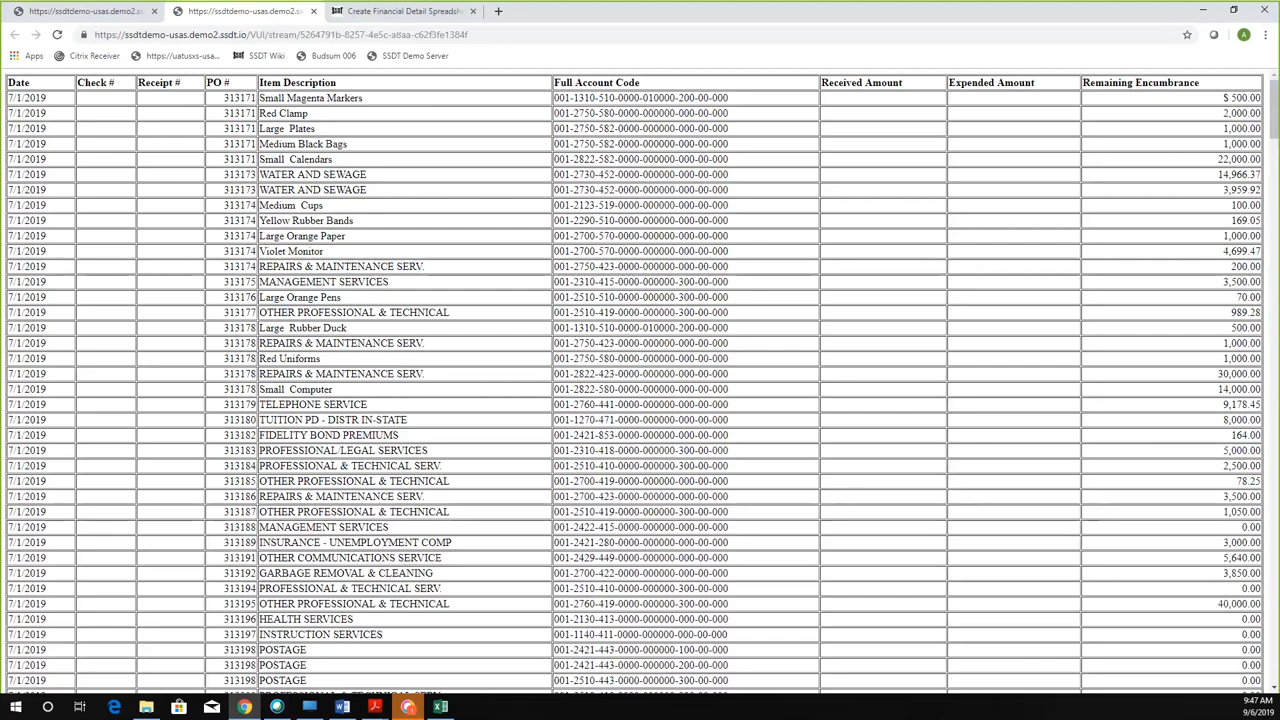 https://ssdtdemo-usas.demo2.ss
https://ssdtdemo-usas.demo2.ss
Create Financial Detail Spreadsh
https://ssdtdemo-usas.demo2.ssdt.io/VUI/stream/5264791b-8257-4e5c-a8aa-c62f3fe1384f
A
Apps Citrix Receiver https://uatusxs-usa... SSDT Wiki Budsum 006 SSDT Demo Server
Date Check # Receipt # PO # Item Description Full Account Code Received Amount Expended Amount Remaining Encumbrance
7/1/2019 313171 Small Magenta Markers 001-1310-510-0000-010000-200-00-000 $ 500.00
7/1/2019 313171 Red Clamp 001-2750-580-0000-000000-000-00-000 2,000.00
7/1/2019 313171 Large Plates 001-2750-582-0000-000000-000-00-000 1,000.00
7/1/2019 313171 Medium Black Bags 001-2750-582-0000-000000-000-00-000 1,000.00
7/1/2019 313171 Small Calendars 001-2822-582-0000-000000-000-00-000 22,000.00
7/1/2019 313173 WATER AND SEWAGE 001-2730-452-0000-000000-000-00-000 14,966.37
7/1/2019 313173 WATER AND SEWAGE 001-2730-452-0000-000000-000-00-000 3,959.92
7/1/2019 313174 Medium Cups 001-2123-519-0000-000000-000-00-000 100.00
7/1/2019 313174 Yellow Rubber Bands 001-2290-510-0000-000000-000-00-000 169.05
7/1/2019 313174 Large Orange Paper 001-2700-570-0000-000000-000-00-000 1,000.00
7/1/2019 313174 Violet Monitor 001-2700-570-0000-000000-000-00-000 4,699.47
7/1/2019 313174 REPAIRS & MAINTENANCE SERV. 001-2750-423-0000-000000-000-00-000 200.00
7/1/2019 313175 MANAGEMENT SERVICES 001-2310-415-0000-000000-300-00-000 3,500.00
7/1/2019 313176 Large Orange Pens 001-2510-510-0000-000000-300-00-000 70.00
7/1/2019 313177 OTHER PROFESSIONAL & TECHNICAL 001-2510-419-0000-000000-300-00-000 989.28
7/1/2019 313178 Large Rubber Duck 001-1310-510-0000-010000-200-00-000 500.00
7/1/2019 313178 REPAIRS & MAINTENANCE SERV. 001-2750-423-0000-000000-000-00-000 1,000.00
7/1/2019 313178 Red Uniforms 001-2750-580-0000-000000-000-00-000 1,000.00
7/1/2019 313178 REPAIRS & MAINTENANCE SERV. 001-2822-423-0000-000000-000-00-000 30,000.00
7/1/2019 313178 Small Computer 001-2822-580-0000-000000-000-00-000 14,000.00
7/1/2019 313179 TELEPHONE SERVICE 001-2760-441-0000-000000-000-00-000 9,178.45
7/1/2019 313180 TUITION PD - DISTR IN-STATE 001-1270-471-0000-000000-000-00-000 8,000.00
7/1/2019 313182 FIDELITY BOND PREMIUMS 001-2421-853-0000-000000-000-00-000 164.00
7/1/2019 313183 PROFESSIONAL/LEGAL SERVICES 001-2310-418-0000-000000-300-00-000 5,000.00
7/1/2019 313184 PROFESSIONAL & TECHNICAL SERV. 001-2510-410-0000-000000-300-00-000 2,500.00
7/1/2019 313185 OTHER PROFESSIONAL & TECHNICAL 001-2700-419-0000-000000-300-00-000 78.25
7/1/2019 313186 REPAIRS & MAINTENANCE SERV. 001-2700-423-0000-000000-000-00-000 3,500.00
7/1/2019 313187 OTHER PROFESSIONAL & TECHNICAL 001-2510-419-0000-000000-300-00-000 1,050.00
7/1/2019 313188 MANAGEMENT SERVICES 001-2422-415-0000-000000-000-00-000 0.00
7/1/2019 313189 INSURANCE - UNEMPLOYMENT COMP 001-2421-280-0000-000000-000-00-000 3,000.00
7/1/2019 313191 OTHER COMMUNICATIONS SERVICE 001-2429-449-0000-000000-000-00-000 5,640.00
7/1/2019 313192 GARBAGE REMOVAL & CLEANING 001-2700-422-0000-000000-000-00-000 3,850.00
7/1/2019 313194 PROFESSIONAL & TECHNICAL SERV. 001-2510-410-0000-000000-300-00-000 0.00
7/1/2019 313195 OTHER PROFESSIONAL & TECHNICAL 001-2760-419-0000-000000-300-00-000 40,000.00
7/1/2019 313196 HEALTH SERVICES 001-2130-413-0000-000000-000-00-000 0.00
7/1/2019 313197 INSTRUCTION SERVICES 001-1140-411-0000-000000-000-00-000 0.00
7/1/2019 313198 POSTAGE 001-2421-443-0000-000000-100-00-000 0.00
7/1/2019 313198 POSTAGE 001-2421-443-0000-000000-200-00-000 0.00
7/1/2019 313198 POSTAGE 001-2510-443-0000-000000-300-00-000 0.00
9:47 AM
9/6/2019